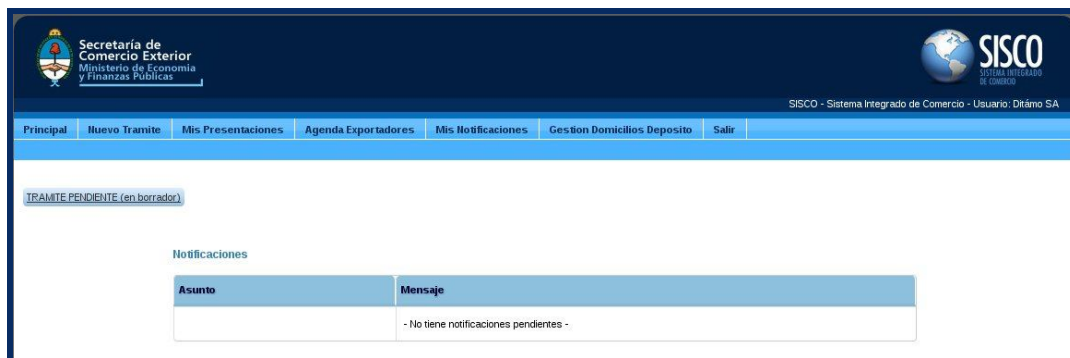 Secretaría de
Comercio Exterior
Ministerio de Economia
y Finanzas Públicas
SISCO
SISTEMA INTEGRADO
DE COMERCIO
SISCO - Sistema Integrado de Comercio - Usuario: Ditámo SA
Principal Nuevo Tramite Mis Presentaciones Agenda Exportadores Mis Notificaciones Gestion Domicilios Deposito Salir
TRAMITE PENDIENTE (en borrador)
Notificaciones
Asunto Mensaje
- No tiene notificaciones pendientes -